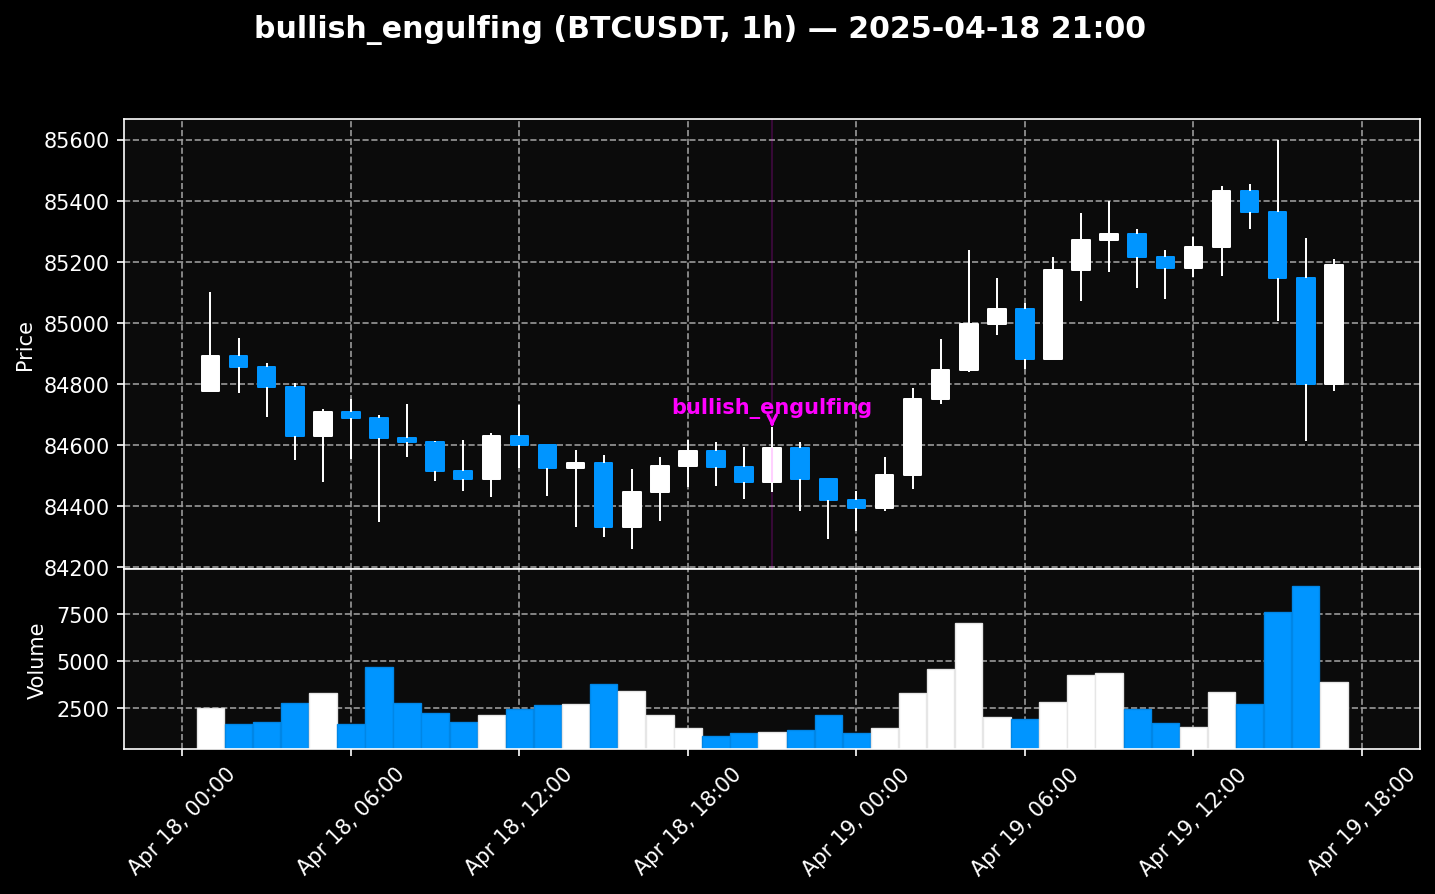 bullish_engulfing (BTCUSDT, 1h) — 2025-04-18 21:00
85600
85400
85200
85000
84800
84600
84400
84200
Price
bullish_engulfing
7500
5000
2500
Volume
Apr 18, 00:00
Apr 18, 06:00
Apr 18, 12:00
Apr 18, 18:00
Apr 19, 00:00
Apr 19, 06:00
Apr 19, 12:00
Apr 19, 18:00